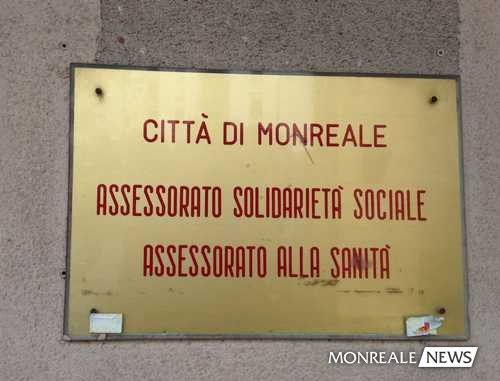 CITTÀ DI MONREALE
ASSESSORATO SOLIDARIETÀ SOCIALE
ASSESSORATO ALLA SANITÀ
MONREALE NEWS